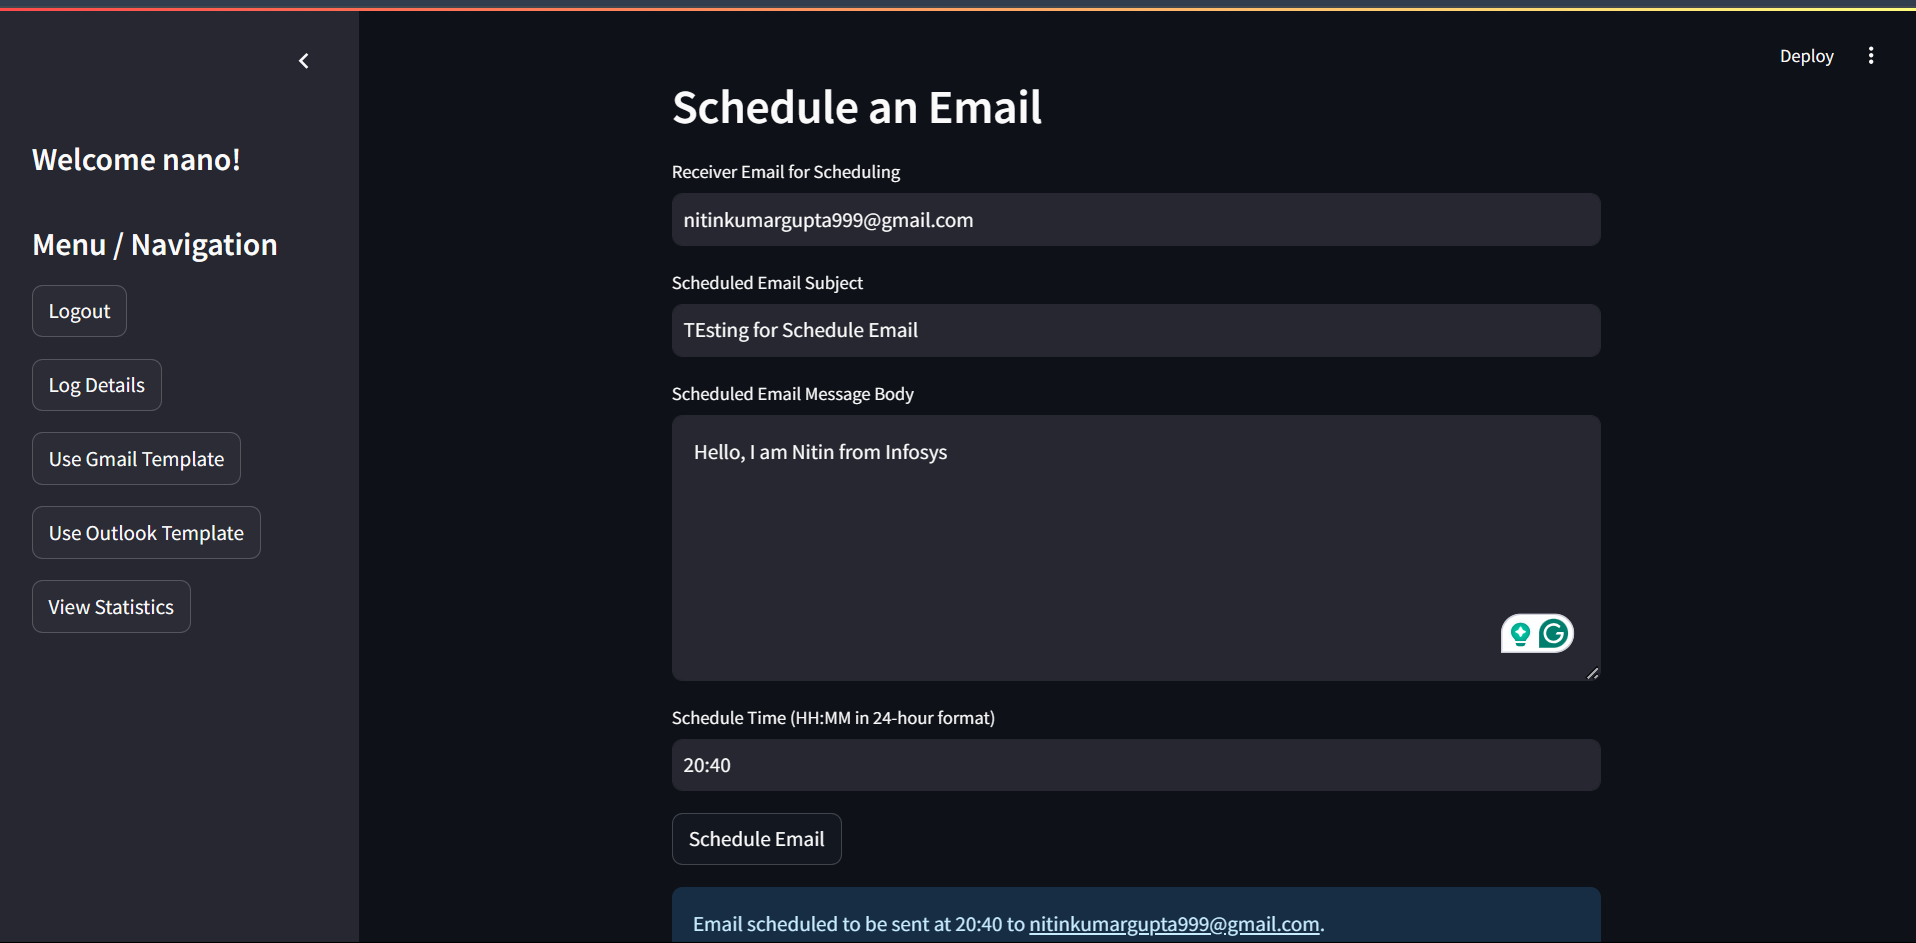 Deploy
Welcome nano!
Menu / Navigation
Logout
Log Details
Use Gmail Template
Use Outlook Template
View Statistics
Schedule an Email
Receiver Email for Scheduling
nitinkumargupta999@gmail.com
Scheduled Email Subject
TEsting for Schedule Email
Scheduled Email Message Body
Hello, I am Nitin from Infosys
Schedule Time (HH:MM in 24-hour format)
20:40
Schedule Email
Email scheduled to be sent at 20:40 to nitinkumargupta999@gmail.com.